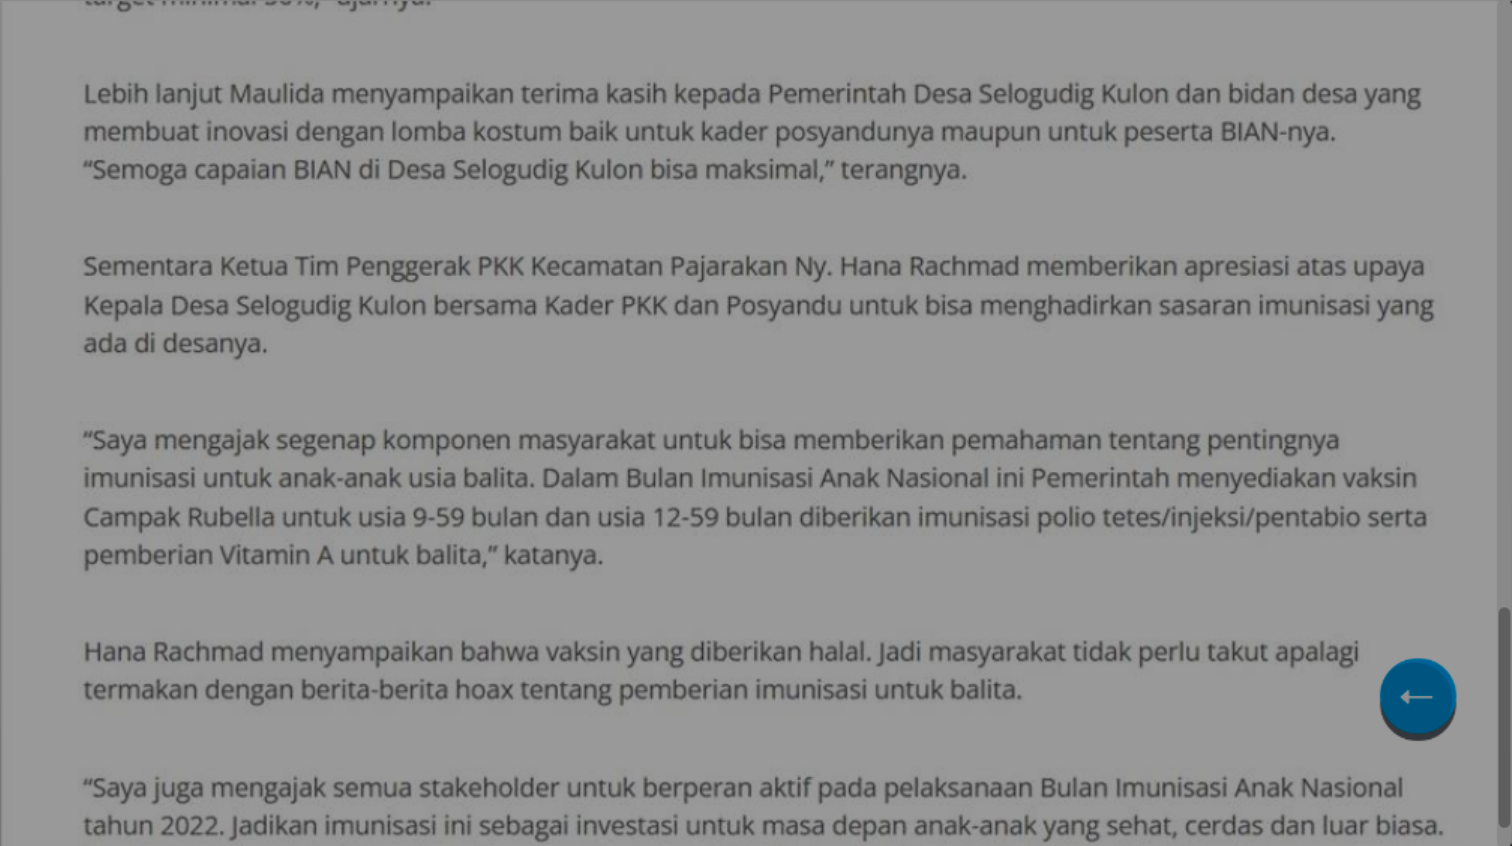 target minimal 95%,” ujarnya.
Lebih lanjut Maulida menyampaikan terima kasih kepada Pemerintah Desa Selogudig Kulon dan bidan desa yang
membuat inovasi dengan lomba kostum baik untuk kader posyandunya maupun untuk peserta BIAN-nya.
“Semoga capaian BIAN di Desa Selogudig Kulon bisa maksimal,” terangnya.
Sementara Ketua Tim Penggerak PKK Kecamatan Pajarakan Ny. Hana Rachmad memberikan apresiasi atas upaya
Kepala Desa Selogudig Kulon bersama Kader PKK dan Posyandu untuk bisa menghadirkan sasaran imunisasi yang
ada di desanya.
“Saya mengajak segenap komponen masyarakat untuk bisa memberikan pemahaman tentang pentingnya
imunisasi untuk anak-anak usia balita. Dalam Bulan Imunisasi Anak Nasional ini Pemerintah menyediakan vaksin
Campak Rubella untuk usia 9-59 bulan dan usia 12-59 bulan diberikan imunisasi polio tetes/injeksi/pentabio serta
pemberian Vitamin A untuk balita,” katanya.
Hana Rachmad menyampaikan bahwa vaksin yang diberikan halal. Jadi masyarakat tidak perlu takut apalagi
termakan dengan berita-berita hoax tentang pemberian imunisasi untuk balita.
“Saya juga mengajak semua stakeholder untuk berperan aktif pada pelaksanaan Bulan Imunisasi Anak Nasional
tahun 2022. Jadikan imunisasi ini sebagai investasi untuk masa depan anak-anak yang sehat, cerdas dan luar biasa.